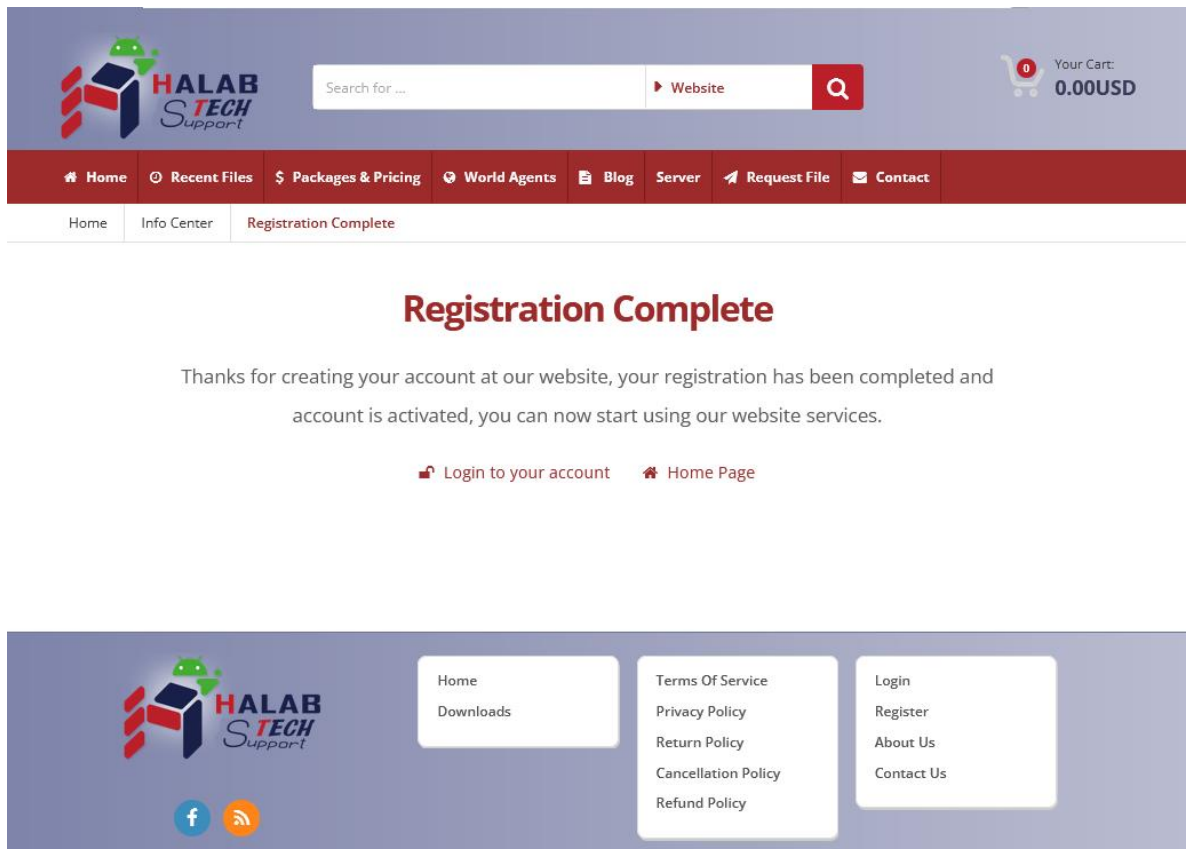 HALAB
S TECH
Support
Search for ...
Website
0
Your Cart:
0.00USD
Home Recent Files $ Packages & Pricing World Agents Blog Server Request File Contact
Home Info Center Registration Complete
Registration Complete
Thanks for creating your account at our website, your registration has been completed and
account is activated, you can now start using our website services.
Login to your account Home Page
HALAB
S TECH
Support
Home
Downloads
Terms Of Service
Privacy Policy
Return Policy
Cancellation Policy
Refund Policy
Login
Register
About Us
Contact Us